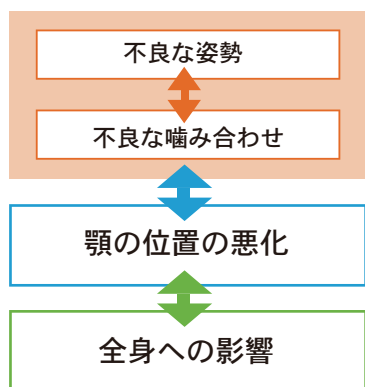 不良な姿勢
不良な噛み合わせ
顎の位置の悪化
全身への影響